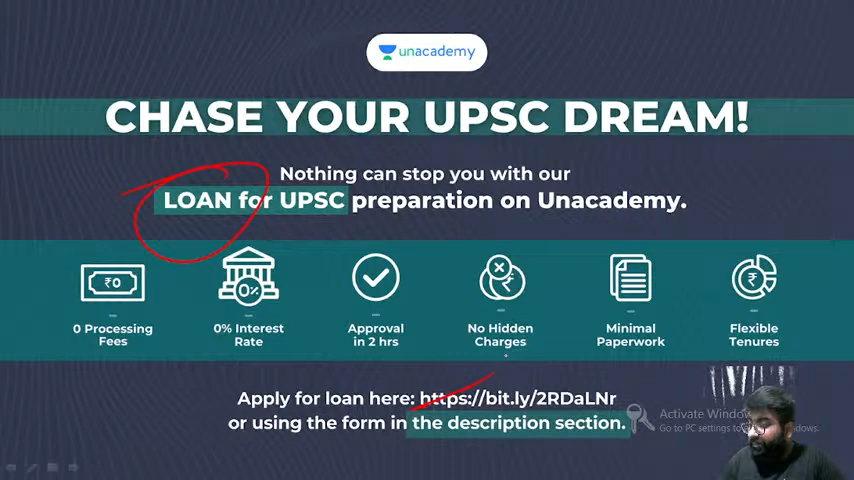 unacademy
CHASE YOUR UPSC DREAM!
Nothing can stop you with our
LOAN for UPSC preparation on Unacademy.
₹0
0%
₹
₹
0 Processing
Fees
0% Interest
Rate
Approval
in 2 hrs
No Hidden
Charges
Minimal
Paperwork
Flexible
Tenures
Apply for loan here: https://bit.ly/2RDaLNr
or using the form in the description section.
Activate Window
Go to PC settings to